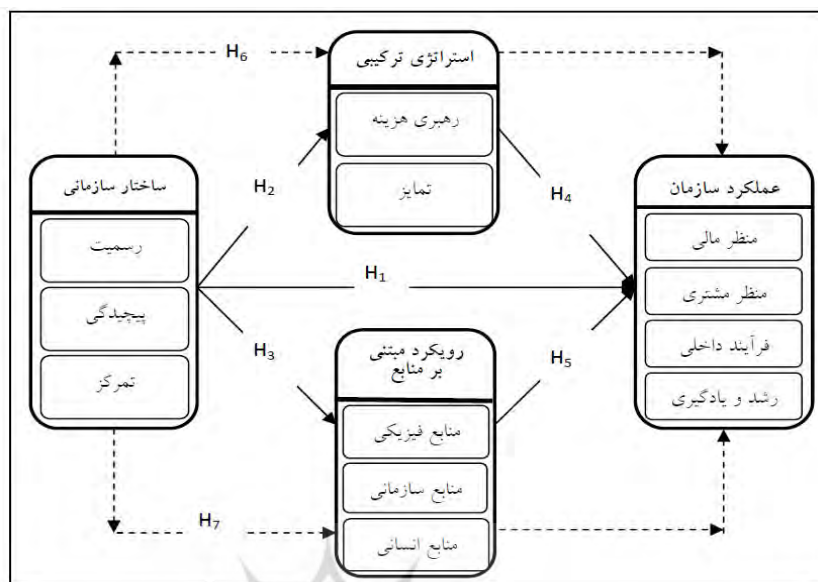 H6
استراتژی ترکیبی
رهبری هزینه
تمایز
ساختار سازمانی
رسمیت
پیچیدگی
تمرکز
H2
H4
H1
H3
H5
عملکرد سازمان
منظر مالی
منظر مشتری
فرآیند داخلی
رشد و یادگیری
رویکرد مبتنی
بر منابع
منابع فیزیکی
منابع سازمانی
منابع انسانی
H7